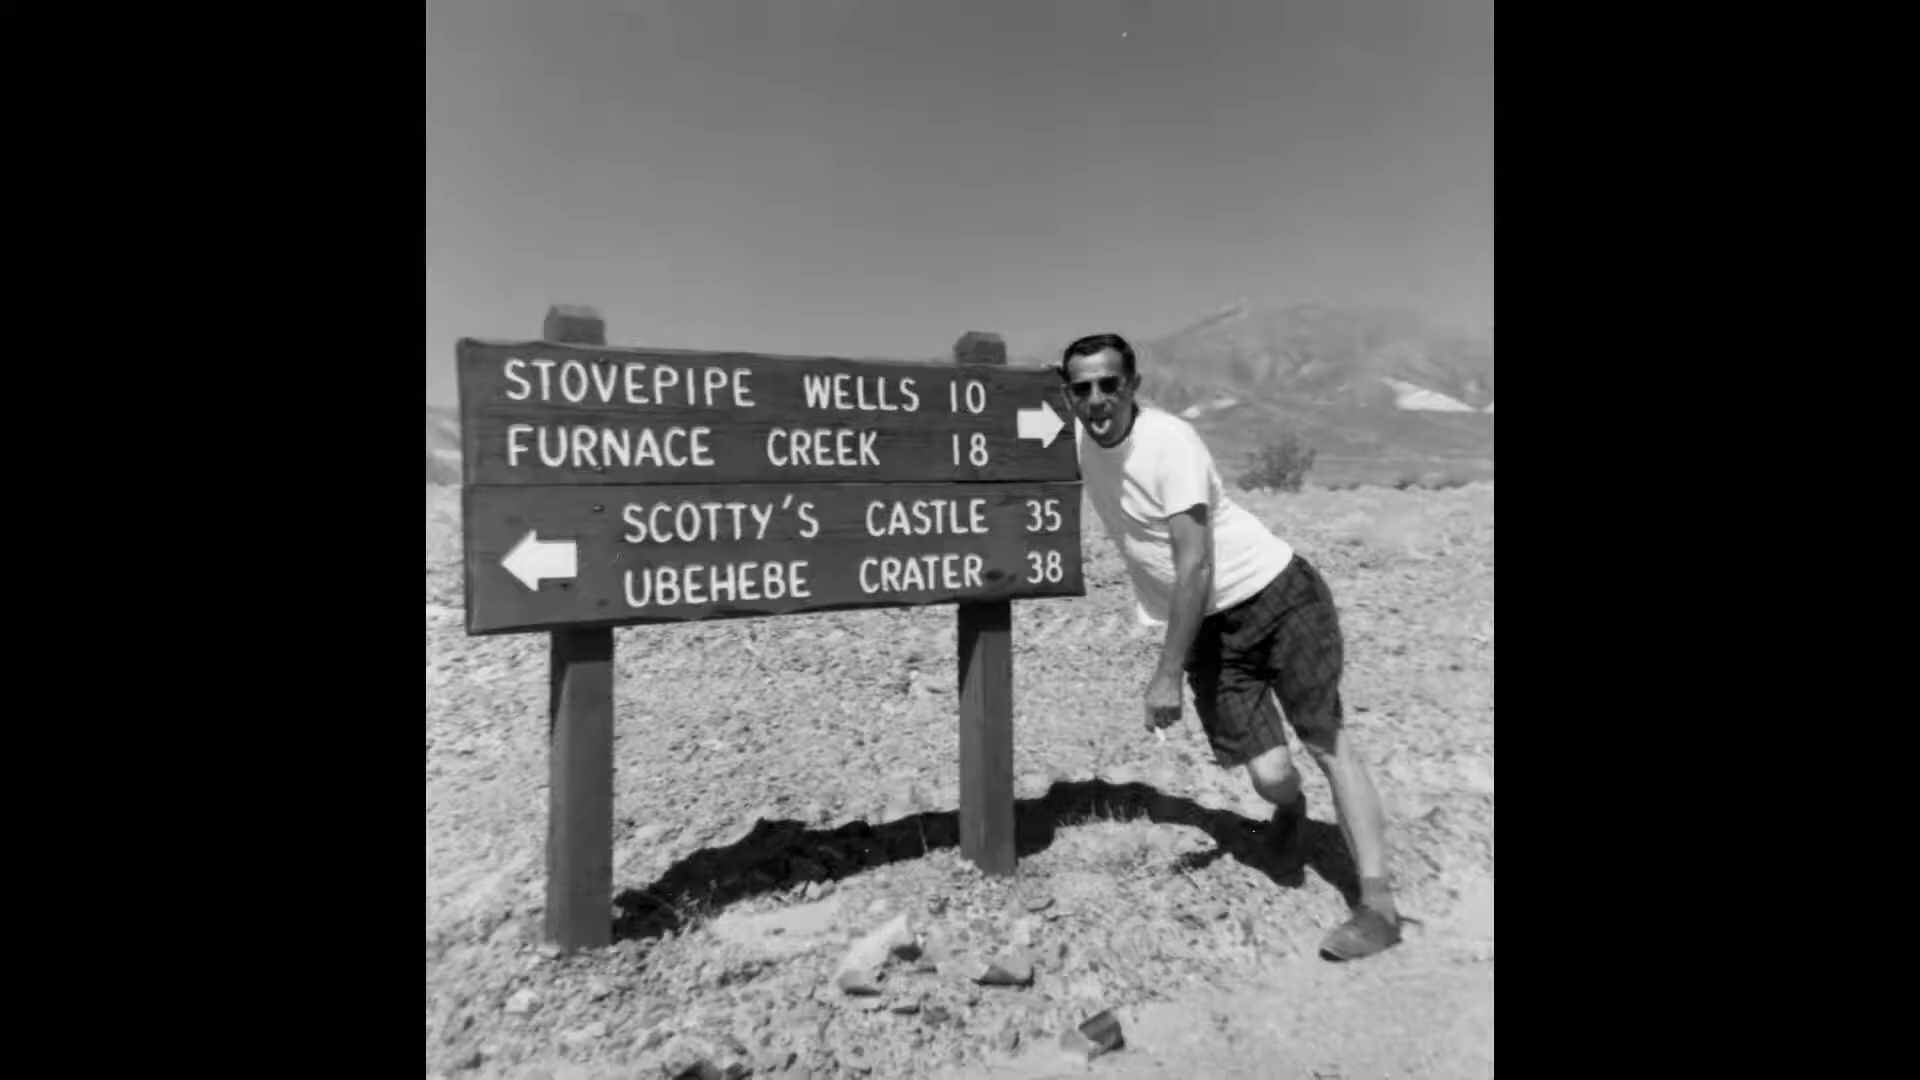 STOVEPIPE WELLS 10
FURNACE CREEK 18
SCOTTY'S CASTLE 35
UBEHEBE CRATER 38